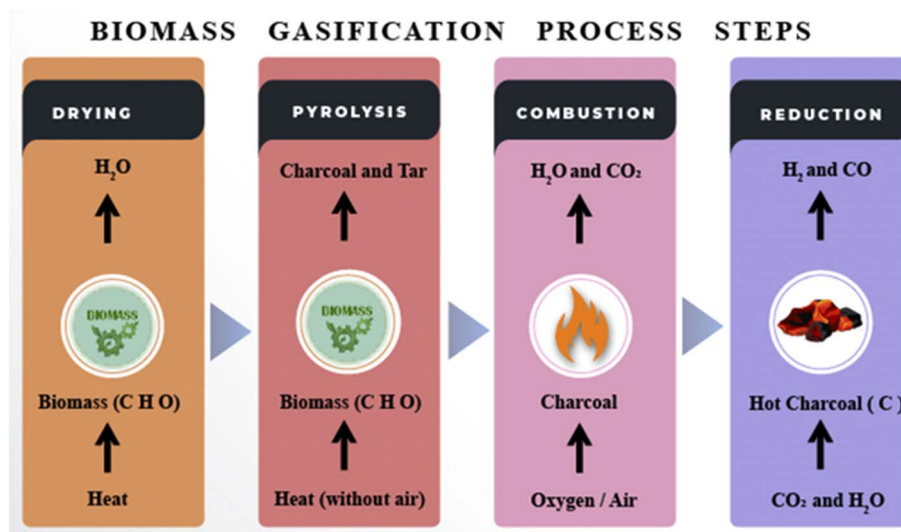 BIOMASS GASIFICATION PROCESS STEPS
DRYING
H₂O
BIOMASS
Biomass (C H O)
Heat
PYROLYSIS
Charcoal and Tar
BIOMASS
Biomass (C H O)
Heat (without air)
COMBUSTION
H₂O and CO₂
Charcoal
Oxygen / Air
REDUCTION
H₂ and CO
Hot Charcoal ( C )
CO₂ and H₂O